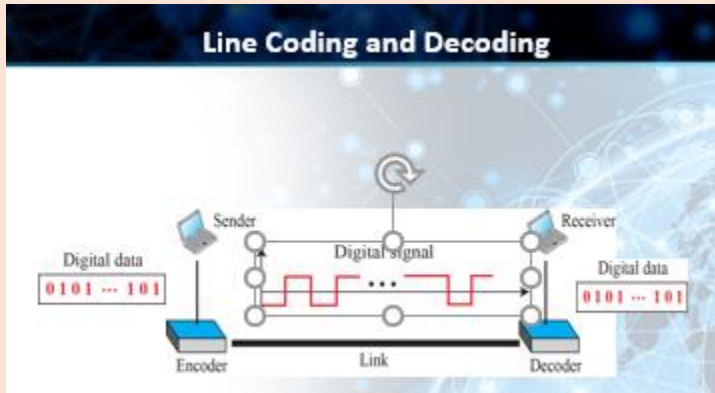 Line Coding and Decoding
Sender
Receiver
Digital signal
Digital data
0101 ··· 101
Digital data
0101 ··· 101
Encoder
Link
Decoder